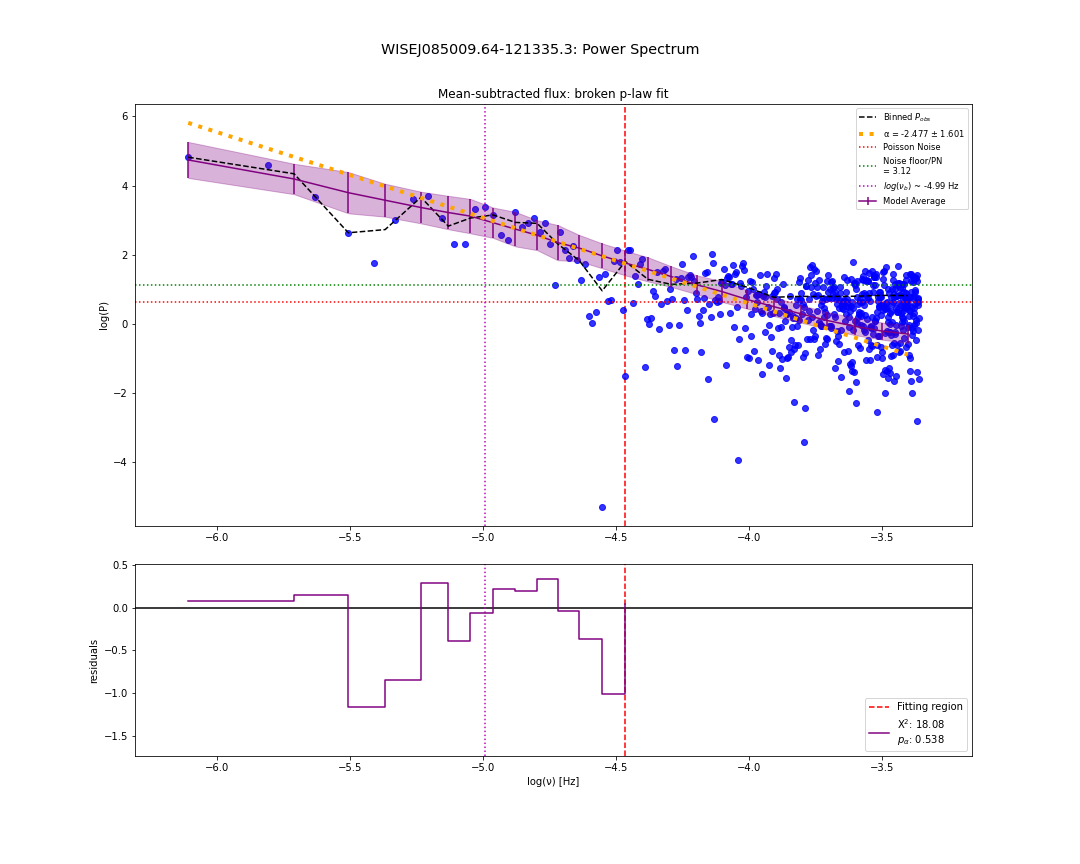 WISEJ085009.64-121335.3: Power Spectrum
Mean-subtracted flux: broken p-law fit
6
4
2
0
−2
−4
log(P)
Binned P_obs
α = -2.477 ± 1.601
Poisson Noise
Noise floor/PN
= 3.12
log(ν_b) ~ -4.99 Hz
Model Average
−6.0 −5.5 −5.0 −4.5 −4.0 −3.5
0.5
0.0
−0.5
−1.0
−1.5
residuals
Fitting region
X²: 18.08
p_α: 0.538
−6.0 −5.5 −5.0 −4.5 −4.0 −3.5
log(ν) [Hz]